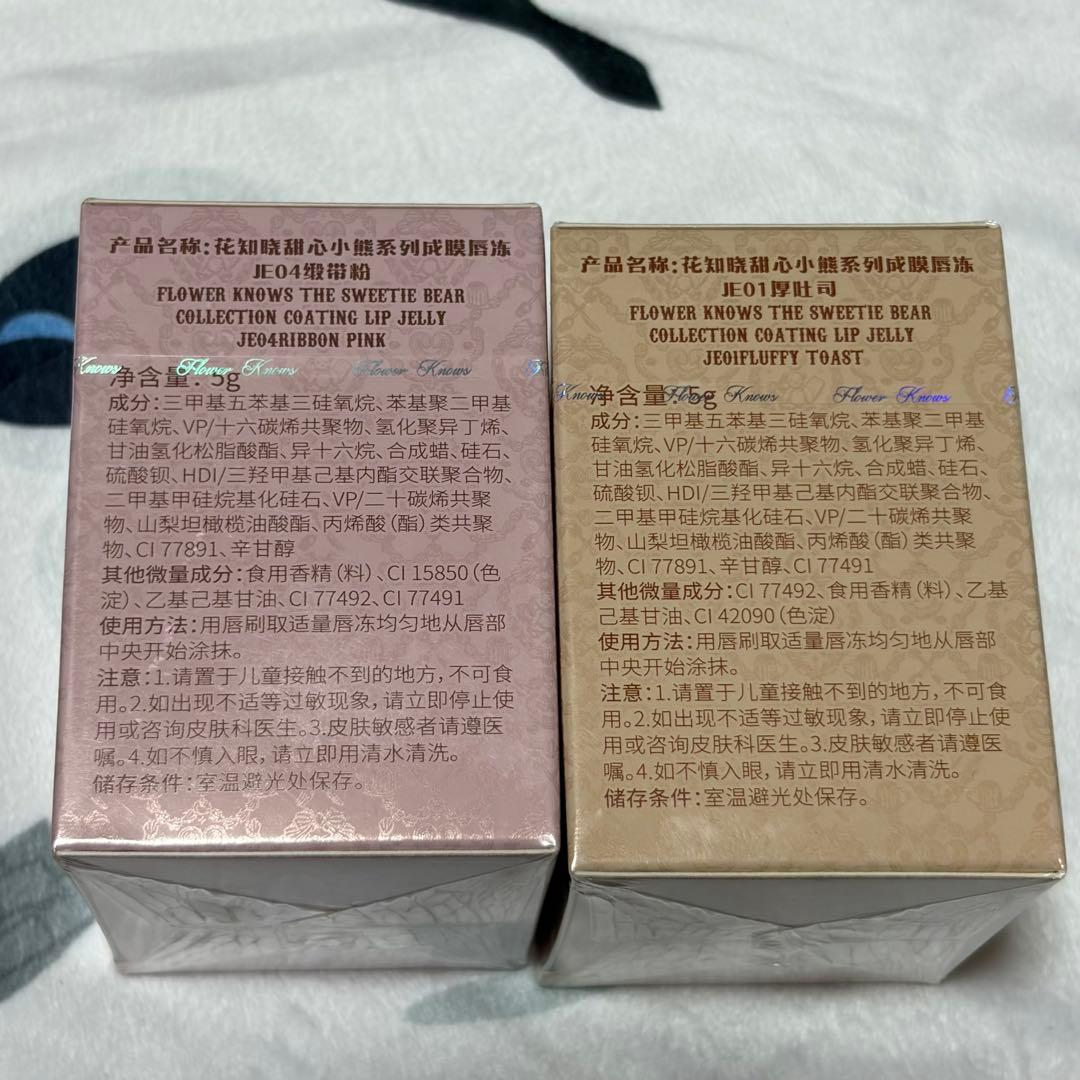 产品名称:花知晓甜心小熊系列成膜唇冻
JE04缎带粉
FLOWER KNOWS THE SWEETIE BEAR
COLLECTION COATING LIP JELLY
JE04RIBBON PINK
Knows Flower Knows Flower Knows
净含量: 5g
成分:三甲基五苯基三硅氧烷、苯基聚二甲基
硅氧烷、VP/十六碳烯共聚物、氢化聚异丁烯、
甘油氢化松脂酸酯、异十六烷、合成蜡、硅石、
硫酸钡、HDI/三羟甲基己基内酯交联聚合物、
二甲基甲硅烷基化硅石、VP/二十碳烯共聚
物、山梨坦橄榄油酸酯、丙烯酸(酯)类共聚
物、CI 77891、辛甘醇
其他微量成分:食用香精(料)、CI 15850(色
淀)、乙基己基甘油、CI 77492、CI 77491
使用方法:用唇刷取适量唇冻均匀地从唇部
中央开始涂抹。
注意:1.请置于儿童接触不到的地方,不可食
用。2.如出现不适等过敏现象,请立即停止使
用或咨询皮肤科医生。3.皮肤敏感者请遵医
嘱。4.如不慎入眼,请立即用清水清洗。
储存条件:室温避光处保存。
产品名称:花知晓甜心小熊系列成膜唇冻
JE01厚吐司
FLOWER KNOWS THE SWEETIE BEAR
COLLECTION COATING LIP JELLY
JE01FLUFFY TOAST
Knows Flower Knows Flower Knows
净含量: 5g
成分:三甲基五苯基三硅氧烷、苯基聚二甲基
硅氧烷、VP/十六碳烯共聚物、氢化聚异丁烯、
甘油氢化松脂酸酯、异十六烷、合成蜡、硅石、
硫酸钡、HDI/三羟甲基己基内酯交联聚合物、
二甲基甲硅烷基化硅石、VP/二十碳烯共聚
物、山梨坦橄榄油酸酯、丙烯酸(酯)类共聚
物、CI 77891、辛甘醇、CI 77491
其他微量成分:CI 77492、食用香精(料)、乙基
己基甘油、CI 42090(色淀)
使用方法:用唇刷取适量唇冻均匀地从唇部
中央开始涂抹。
注意:1.请置于儿童接触不到的地方,不可食
用。2.如出现不适等过敏现象,请立即停止使
用或咨询皮肤科医生。3.皮肤敏感者请遵医
嘱。4.如不慎入眼,请立即用清水清洗。
储存条件:室温避光处保存。